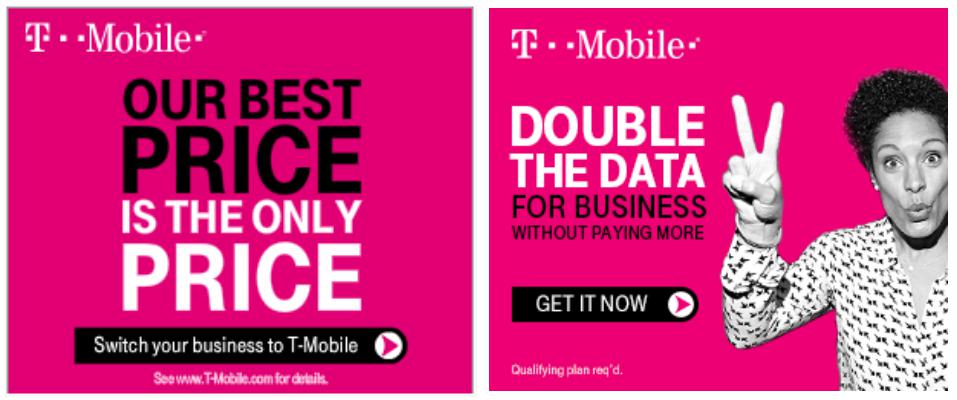 T··Mobile·
OUR BEST
PRICE
IS THE ONLY
PRICE
Switch your business to T-Mobile
See www.T-Mobile.com for details.
T··Mobile·
DOUBLE
THE DATA
FOR BUSINESS
WITHOUT PAYING MORE
GET IT NOW
Qualifying plan req'd.